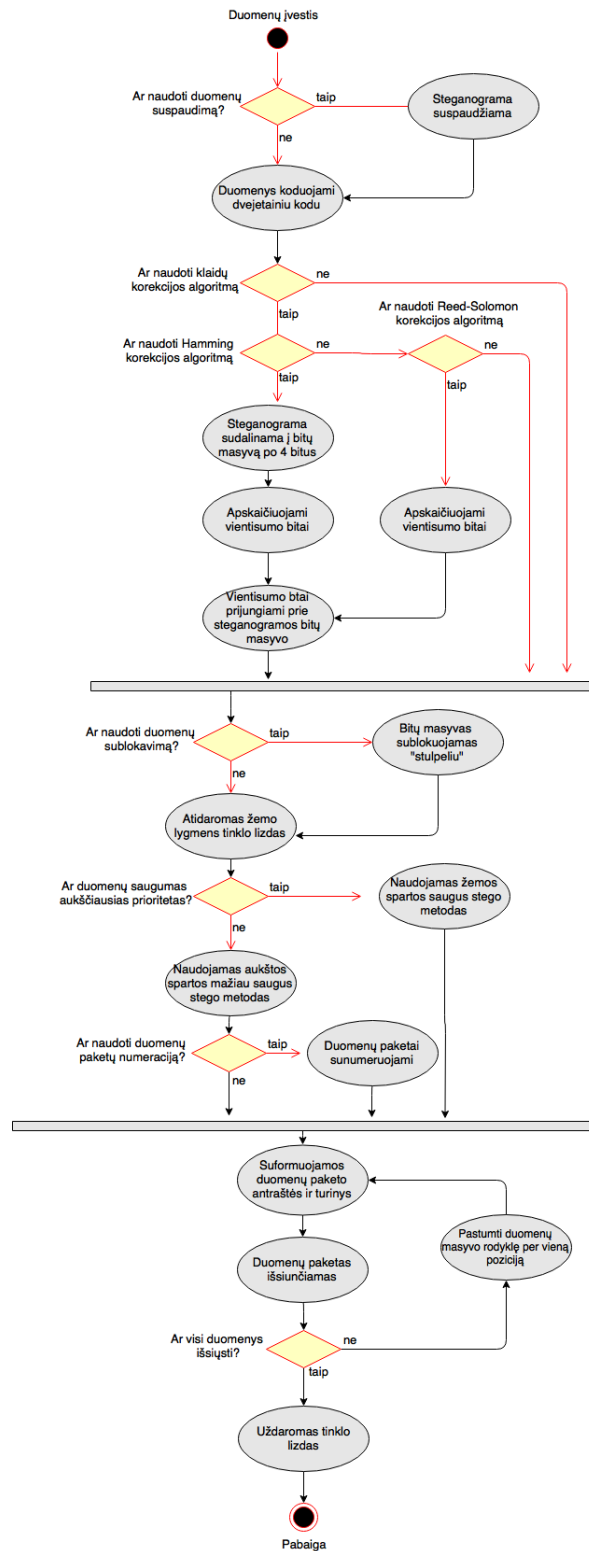 Duomenų įvestis
Ar naudoti duomenų
suspaudimą?
taip
Steganograma
suspaudžiama
ne
Duomenys koduojami
dvejetainiu kodu
Ar naudoti klaidų
korekcijos algoritmą
ne
taip
Ar naudoti Reed-Solomon
korekcijos algoritmą
Ar naudoti Hamming
korekcijos algoritmą
ne
ne
taip
taip
Steganograma
sudalinama į bitų
masyvą po 4 bitus
Apskaičiuojami
vientisumo bitai
Apskaičiuojami
vientisumo bitai
Vientisumo btai
prijungiami prie
steganogramos bitų
masyvo
Ar naudoti duomenų
sublokavimą?
taip
Bitų masyvas
sublokuojamas
"stulpeliu"
ne
Atidaromas žemo
lygmens tinklo lizdas
Ar duomenų saugumas
aukščiausias prioritetas?
taip
Naudojamas žemos
spartos saugus stego
metodas
ne
Naudojamas aukštos
spartos mažiau saugus
stego metodas
Ar naudoti duomenų
paketų numeraciją?
taip
Duomenų paketai
sunumeruojami
ne
Suformuojamos
duomenų paketo
antraštės ir turinys
Pastumti duomenų
masyvo rodyklę per vieną
poziciją
Duomenų paketas
išsiunčiamas
Ar visi duomenys
išsiųsti?
ne
taip
Uždaromas tinklo
lizdas
Pabaiga